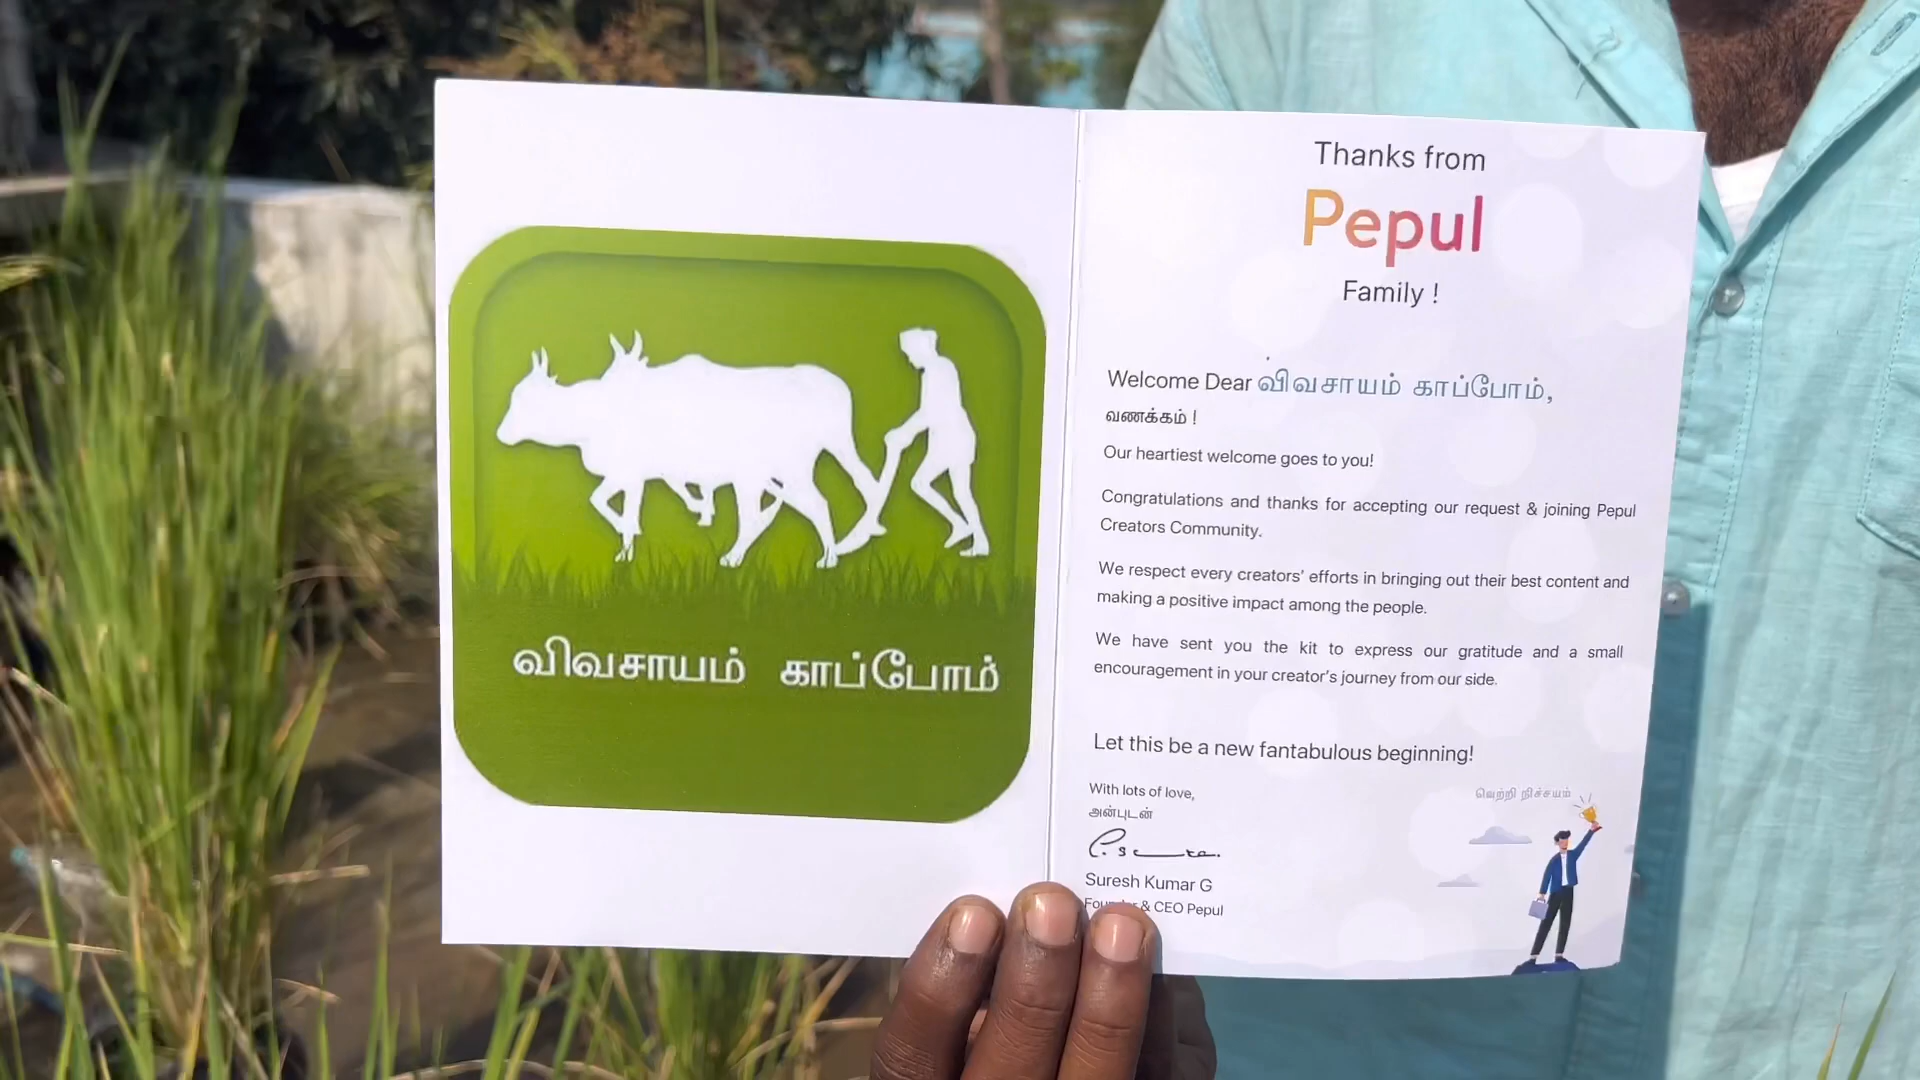 விவசாயம் காப்போம்
Thanks from
Pepul
Family !
Welcome Dear விவசாயம் காப்போம்,
வணக்கம் !
Our heartiest welcome goes to you!
Congratulations and thanks for accepting our request & joining Pepul
Creators Community.
We respect every creators' efforts in bringing out their best content and
making a positive impact among the people.
We have sent you the kit to express our gratitude and a small
encouragement in your creator's journey from our side.
Let this be a new fantabulous beginning!
With lots of love,
அன்புடன்
Suresh Kumar G
& CEO Pepul
வெற்றி நிச்சயம்